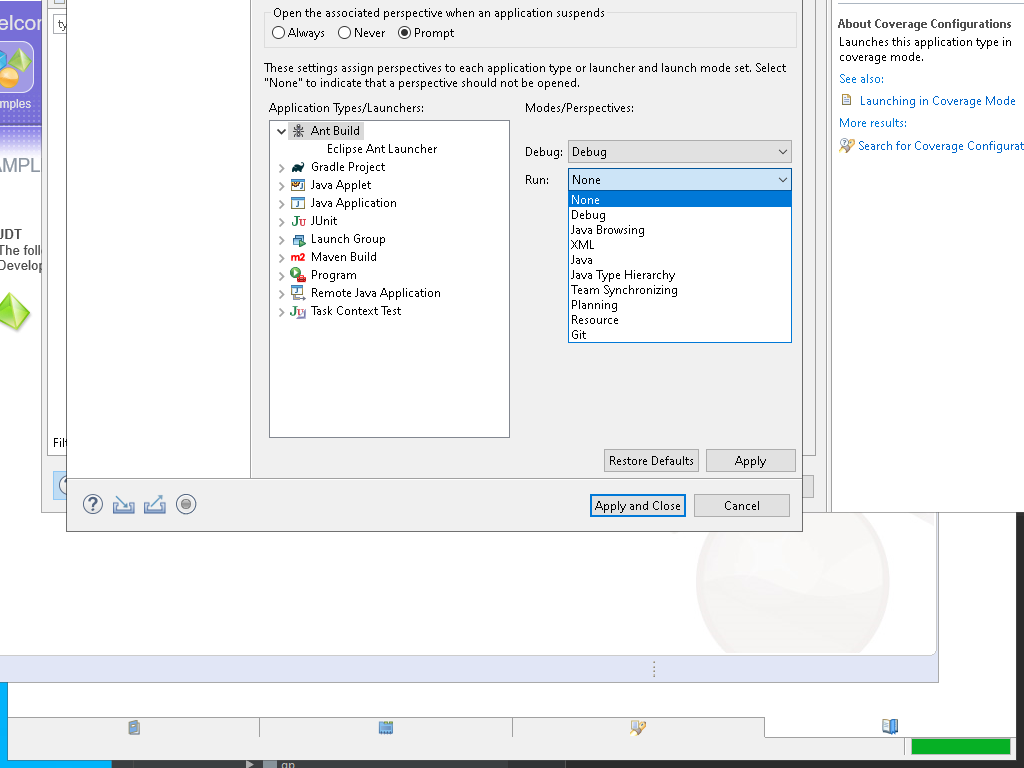 elcom
ty
mples
AMPL
JDT
The foll
Develop
Filt
Open the associated perspective when an application suspends
Always Never Prompt
These settings assign perspectives to each application type or launcher and launch mode set. Select
"None" to indicate that a perspective should not be opened.
Application Types/Launchers:
Ant Build
Eclipse Ant Launcher
Gradle Project
Java Applet
Java Application
Ju JUnit
Launch Group
m2 Maven Build
Program
Remote Java Application
Ju Task Context Test
Modes/Perspectives:
Debug: Debug
Run: None
None
Debug
Java Browsing
XML
Java
Java Type Hierarchy
Team Synchronizing
Planning
Resource
Git
Restore Defaults Apply
? Apply and Close Cancel
About Coverage Configurations
Launches this application type in
coverage mode.
See also:
Launching in Coverage Mode
More results:
Search for Coverage Configurat